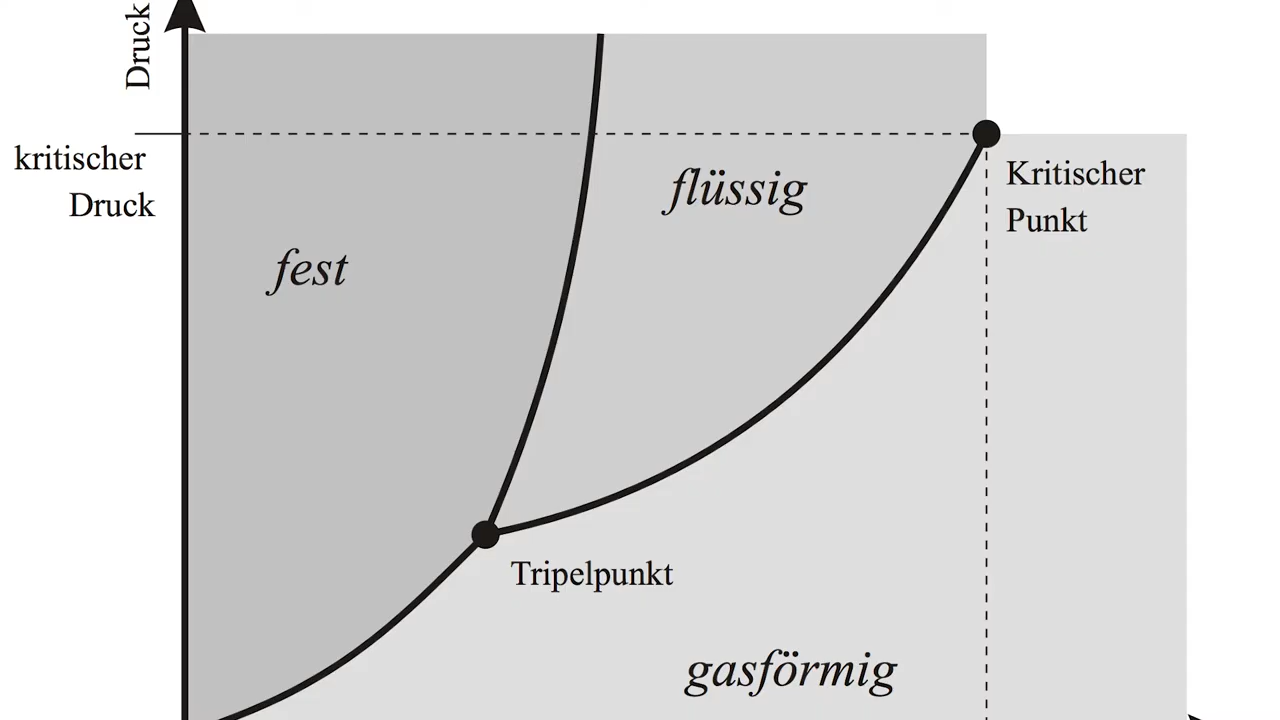 Druck
kritischer
Druck
flüssig
Kritischer
Punkt
fest
Tripelpunkt
gasförmig